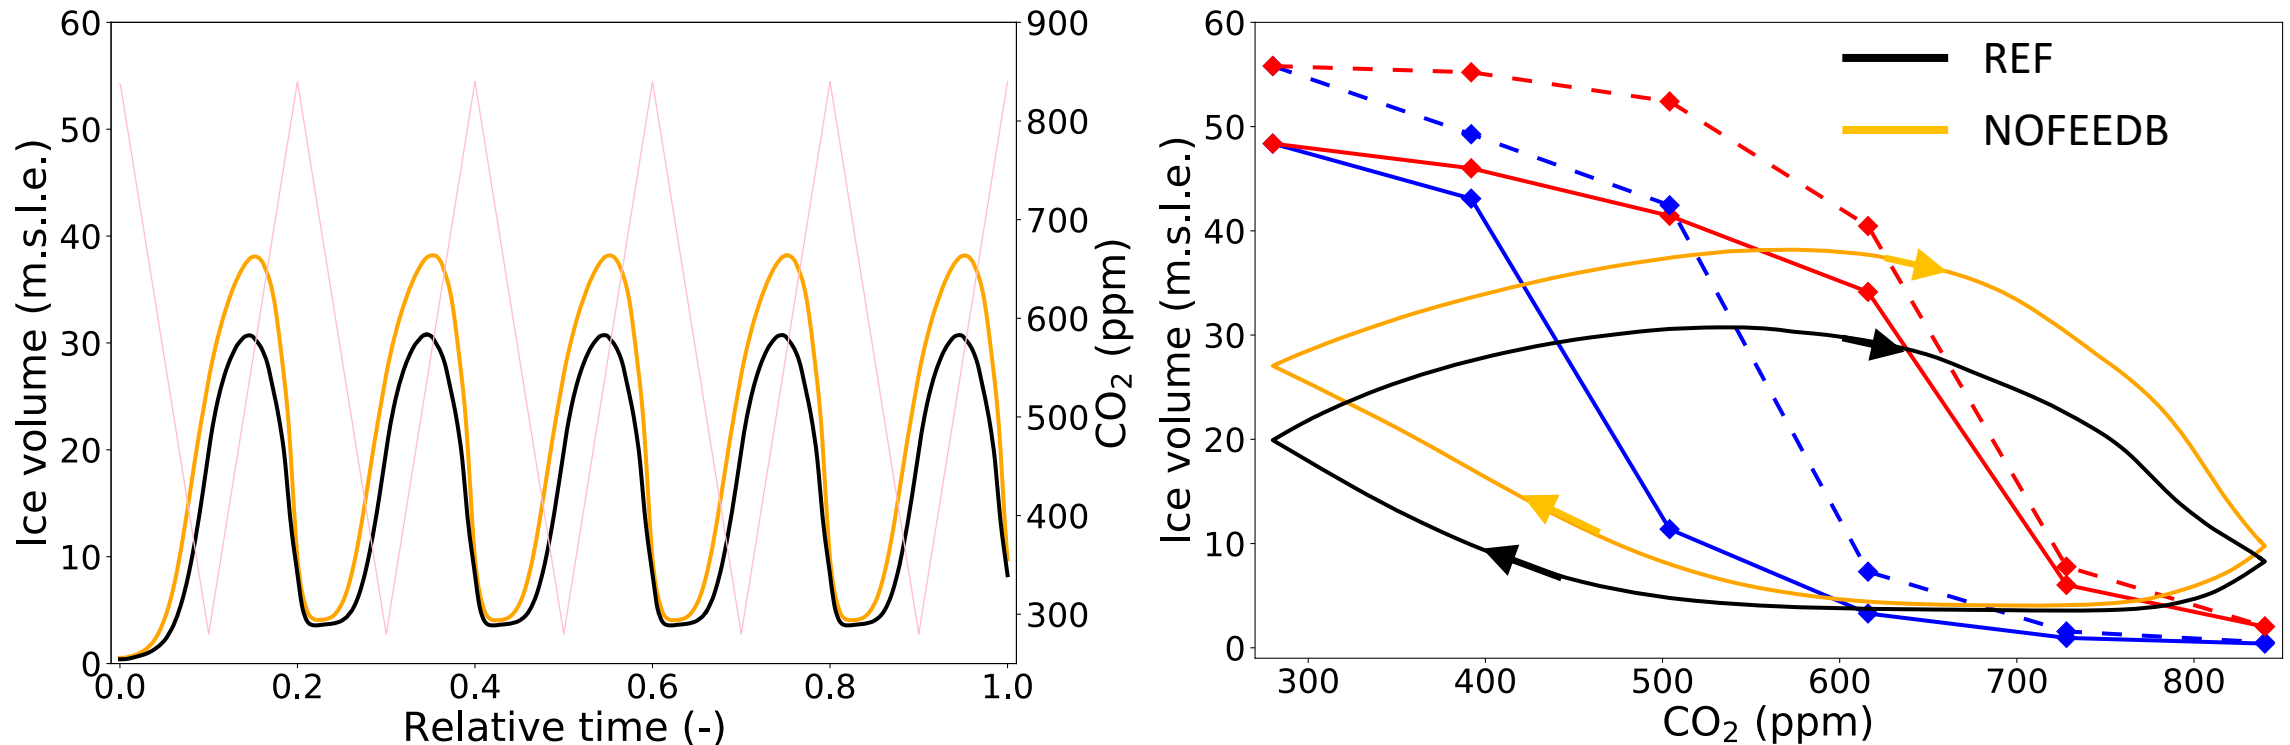 60
50
40
30
20
10
0
Ice volume (m.s.l.e.)
0.0 0.2 0.4 0.6 0.8 1.0
Relative time (-)
900
800
700
600
500
400
300
CO₂ (ppm)
60
50
40
30
20
10
0
Ice volume (m.s.l.e.)
300 400 500 600 700 800
CO₂ (ppm)
REF
NOFEEDB